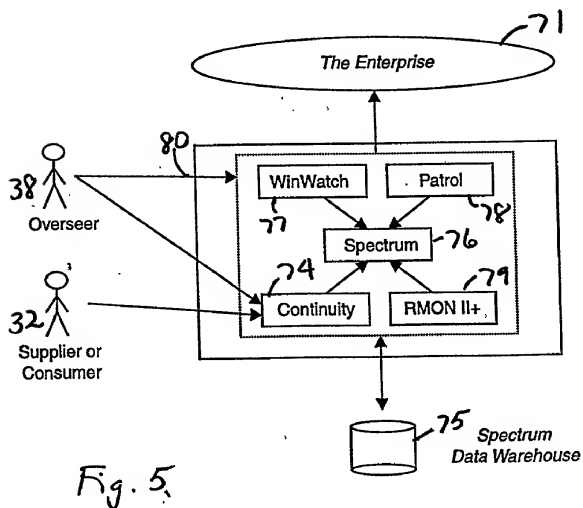 71
The Enterprise
80
38
Overseer
WinWatch
77
Patrol
78
Spectrum
76
74
79
Continuity
RMON II+
32
Supplier or
Consumer
75
Spectrum
Data Warehouse
Fig. 5.